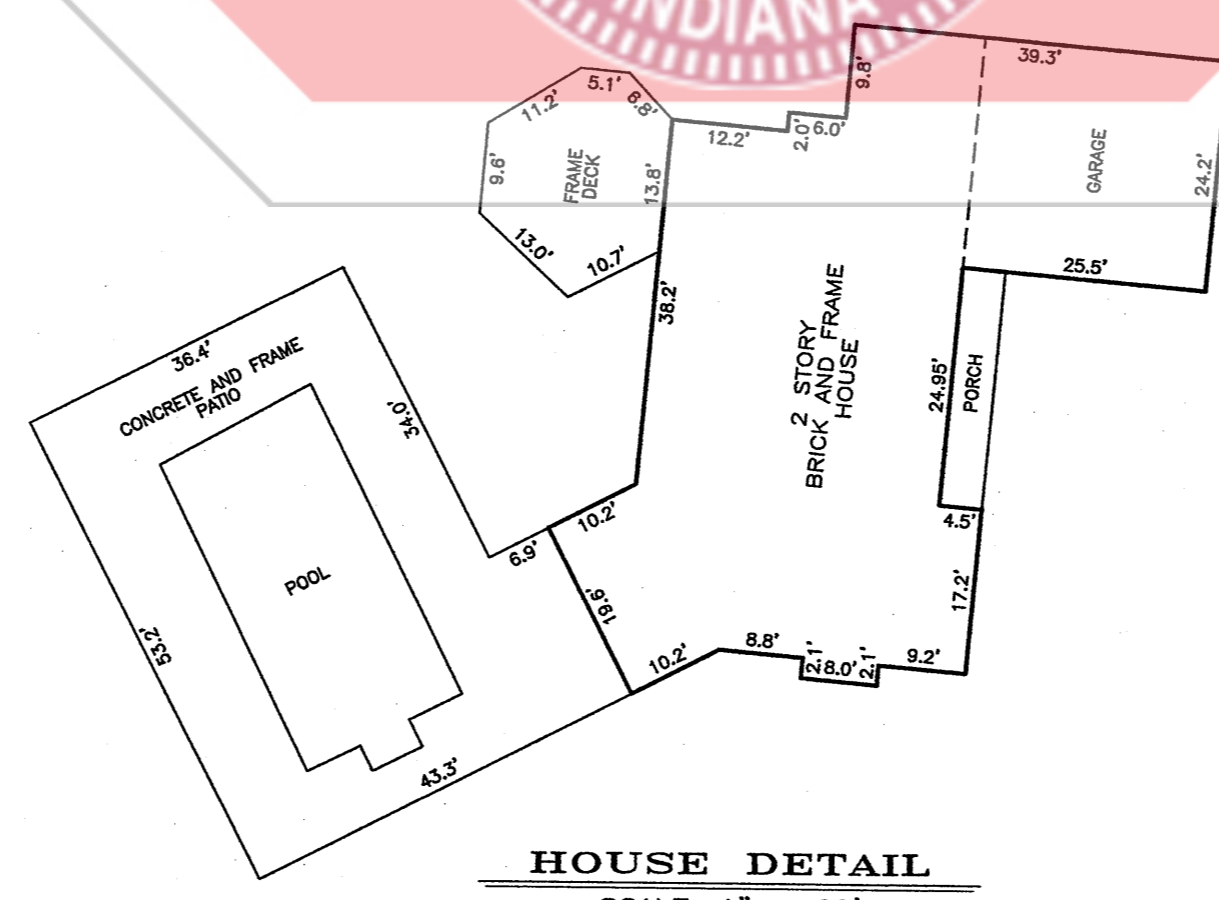 INDIANA
39.3'
9.8'
5.1'
11.2'
6.8'
12.2'
2.0'
6.0'
9.6'
FRAME
DECK
13.8'
GARAGE
24.2'
13.0'
10.7'
25.5'
38.2'
36.4'
CONCRETE AND FRAME
PATIO
34.0'
2 STORY
BRICK AND FRAME
HOUSE
24.95'
PORCH
10.2'
4.5'
6.9'
POOL
19.6'
17.2'
53.2'
10.2'
8.8'
2.1'
8.0'
2.1'
9.2'
43.3'
HOUSE DETAIL